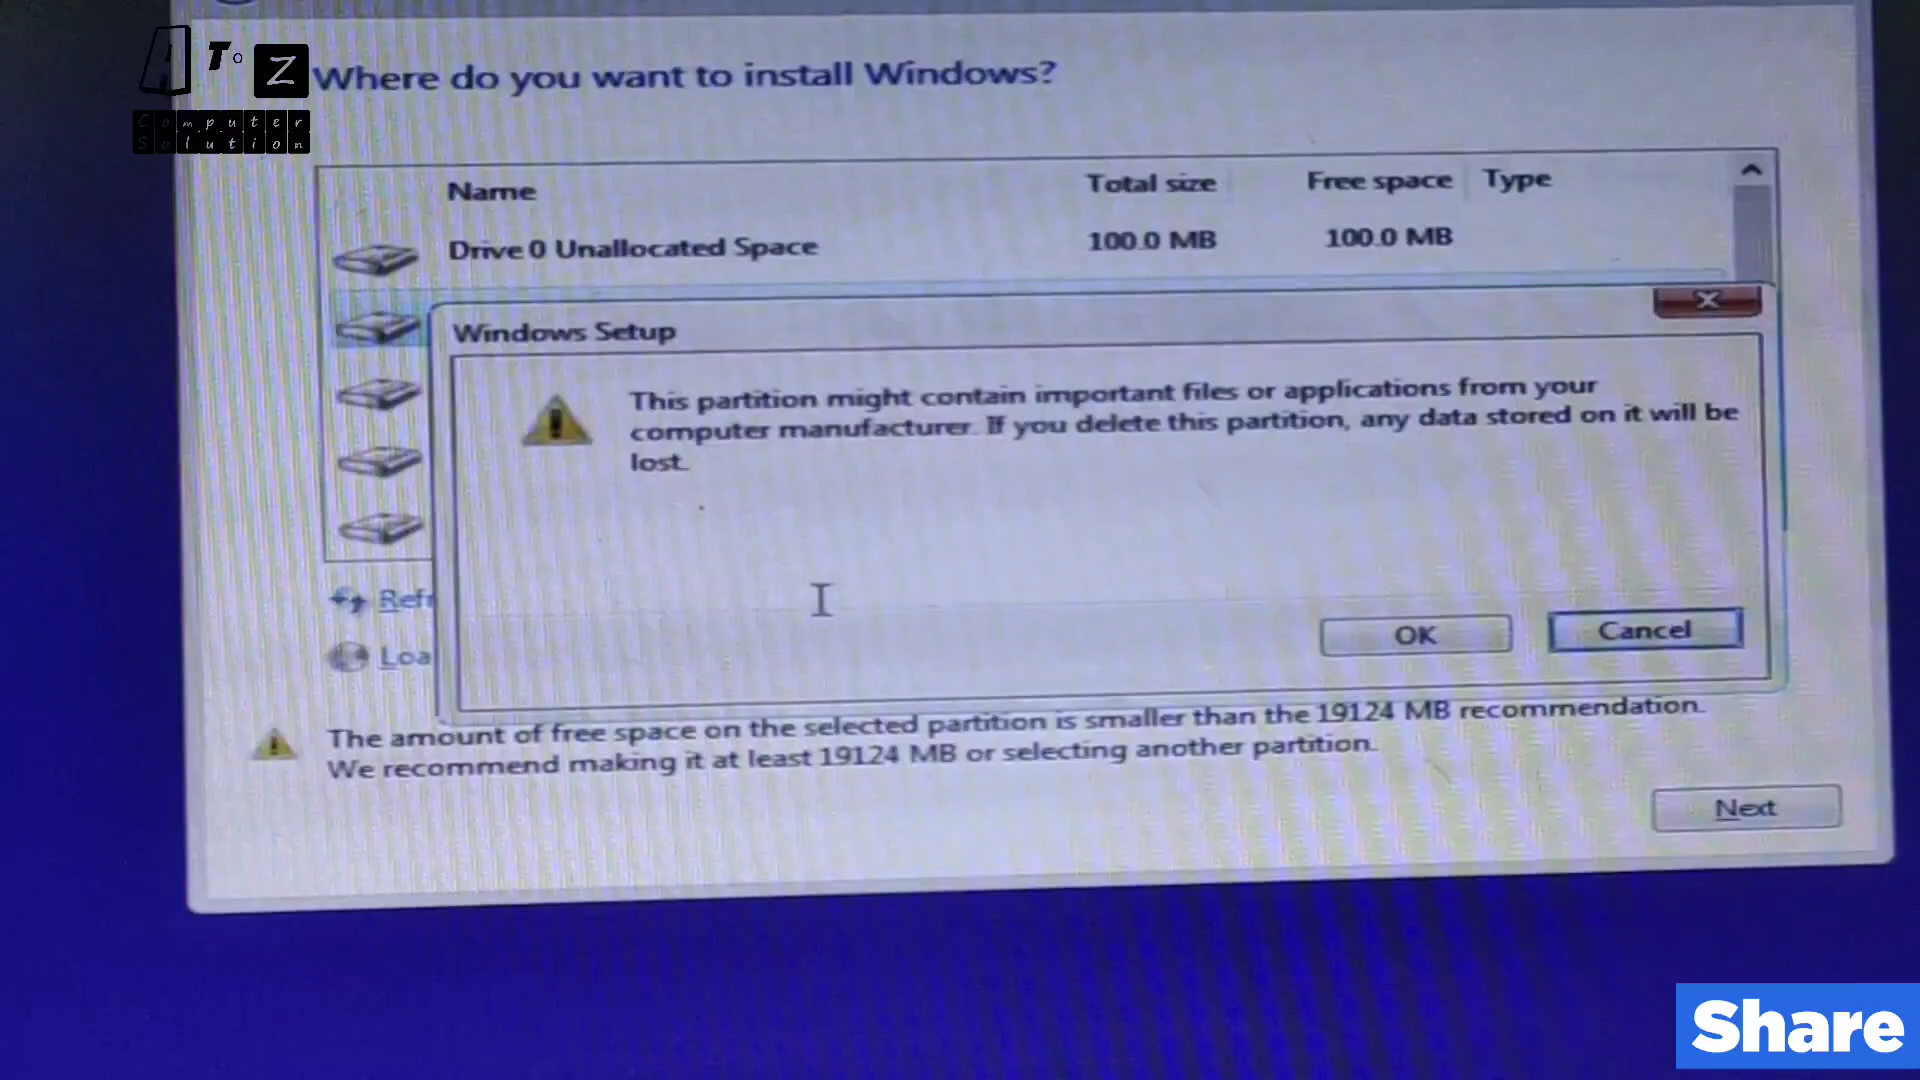 A To Z
Computer
Solution
Where do you want to install Windows?
Name Total size Free space Type
Drive 0 Unallocated Space 100.0 MB 100.0 MB
Windows Setup
This partition might contain important files or applications from your
computer manufacturer. If you delete this partition, any data stored on it will be
lost.
Refr
OK Cancel
Loa
The amount of free space on the selected partition is smaller than the 19124 MB recommendation.
We recommend making it at least 19124 MB or selecting another partition.
Next
Share